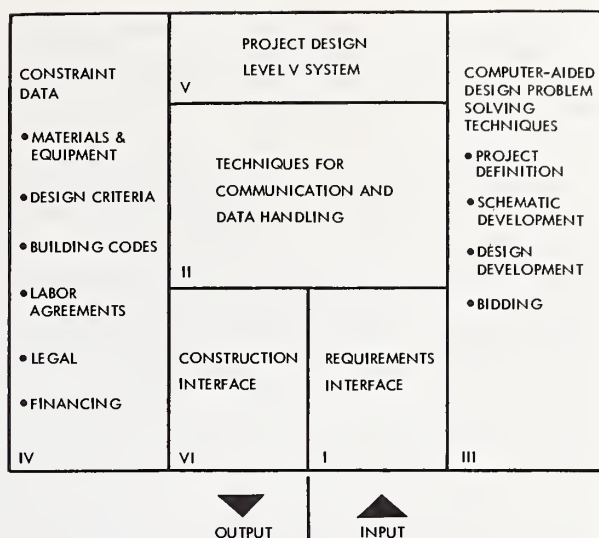 CONSTRAINT
DATA
• MATERIALS &
EQUIPMENT
• DESIGN CRITERIA
• BUILDING CODES
• LABOR
AGREEMENTS
• LEGAL
• FINANCING
IV
PROJECT DESIGN
LEVEL V SYSTEM
V
TECHNIQUES FOR
COMMUNICATION AND
DATA HANDLING
II
CONSTRUCTION
INTERFACE
VI
REQUIREMENTS
INTERFACE
I
COMPUTER-AIDED
DESIGN PROBLEM
SOLVING
TECHNIQUES
• PROJECT
DEFINITION
• SCHEMATIC
DEVELOPMENT
• DESIGN
DEVELOPMENT
• BIDDING
III
OUTPUT
INPUT